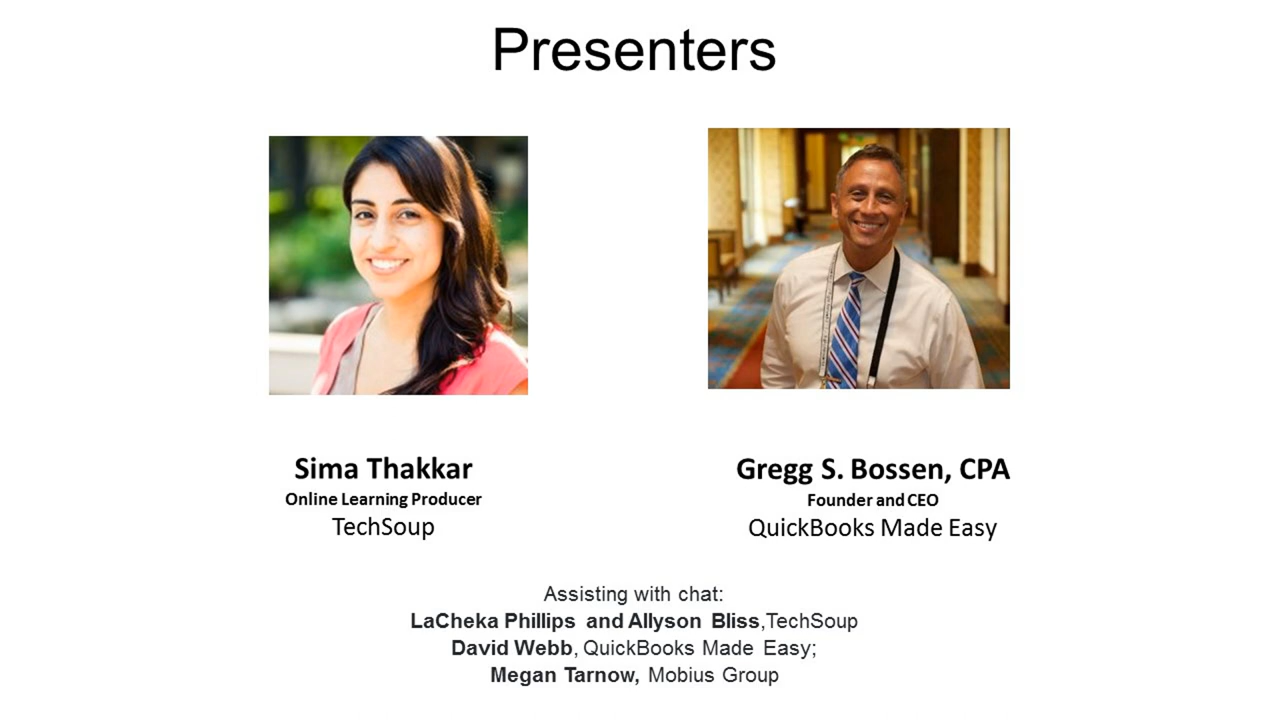 Presenters
Sima Thakkar
Online Learning Producer
TechSoup
Gregg S. Bossen, CPA
Founder and CEO
QuickBooks Made Easy
Assisting with chat:
LaCheka Phillips and Allyson Bliss,TechSoup
David Webb, QuickBooks Made Easy;
Megan Tarnow, Mobius Group